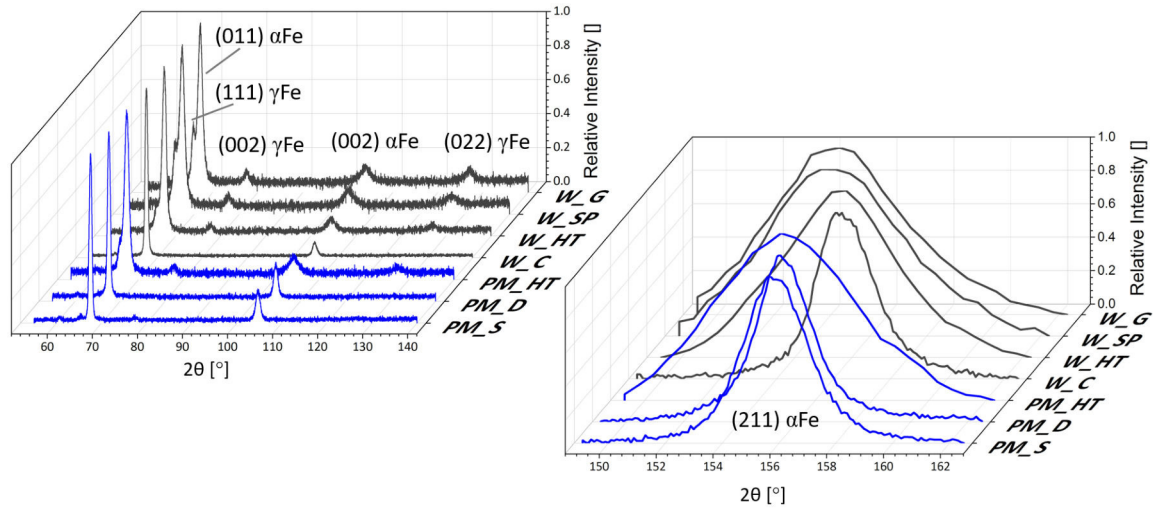 1.0
0.8
0.6
0.4
0.2
0.0
Relative Intensity []
(011) αFe
(111) γFe
(002) γFe
(002) αFe
(022) γFe
W_G
W_SP
W_HT
W_C
PM_HT
PM_D
PM_S
60 70 80 90 100 110 120 130 140
2θ [°]
1.0
0.8
0.6
0.4
0.2
0.0
Relative Intensity []
(211) αFe
W_G
W_SP
W_HT
W_C
PM_HT
PM_D
PM_S
150 152 154 156 158 160 162
2θ [°]